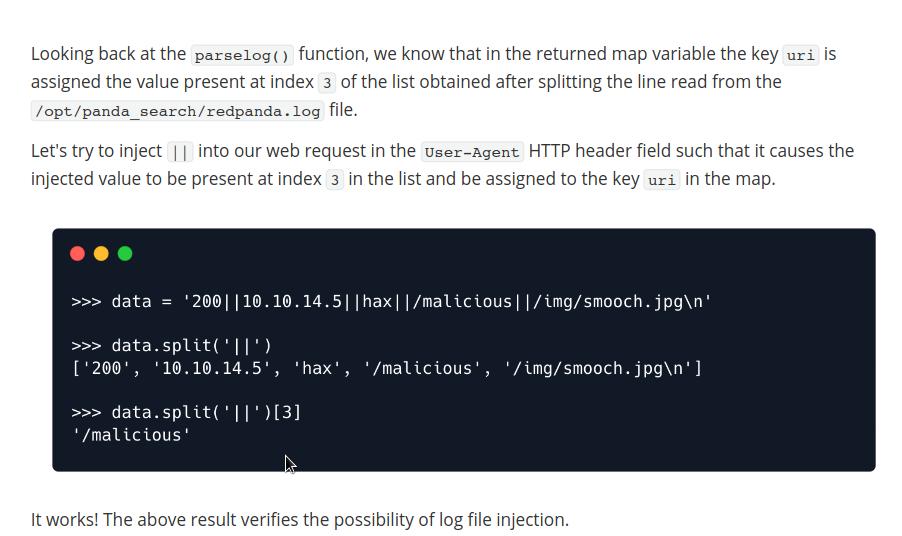 Looking back at the parselog() function, we know that in the returned map variable the key uri is
assigned the value present at index 3 of the list obtained after splitting the line read from the
/opt/panda_search/redpanda.log file.
Let's try to inject || into our web request in the User-Agent HTTP header field such that it causes the
injected value to be present at index 3 in the list and be assigned to the key uri in the map.
>>> data = '200||10.10.14.5||hax||/malicious||/img/smooch.jpg\n'
>>> data.split('||')
['200', '10.10.14.5', 'hax', '/malicious', '/img/smooch.jpg\n']
>>> data.split('||')[3]
'/malicious'
It works! The above result verifies the possibility of log file injection.